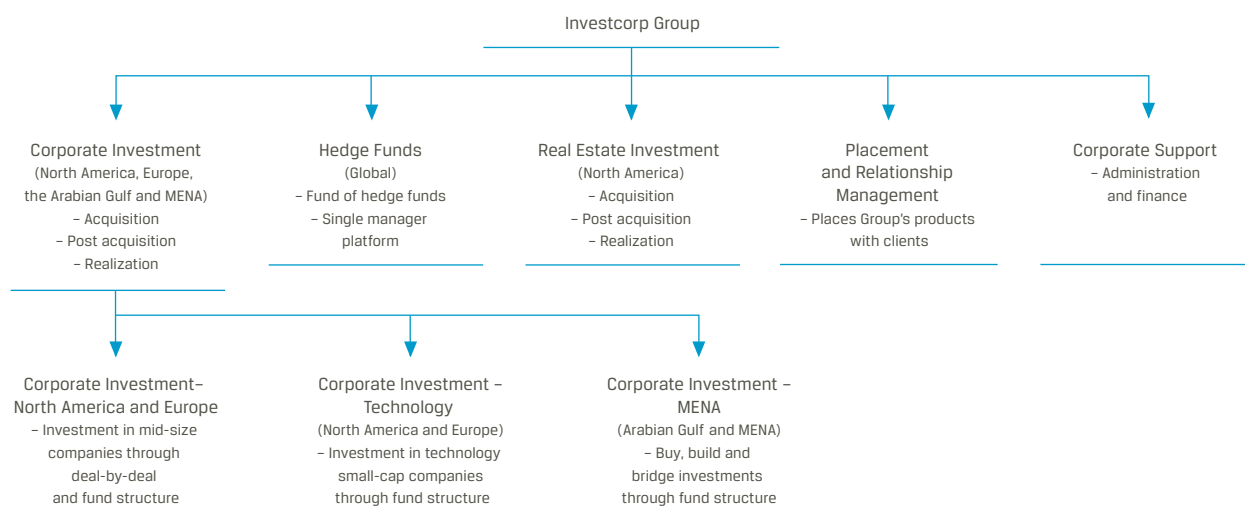 Investcorp Group
Corporate Investment
(North America, Europe,
the Arabian Gulf and MENA)
– Acquisition
– Post acquisition
– Realization
Hedge Funds
(Global)
– Fund of hedge funds
– Single manager
platform
Real Estate Investment
(North America)
– Acquisition
– Post acquisition
– Realization
Placement
and Relationship
Management
– Places Group's products
with clients
Corporate Support
– Administration
and finance
Corporate Investment–
North America and Europe
– Investment in mid-size
companies through
deal-by-deal
and fund structure
Corporate Investment –
Technology
(North America and Europe)
– Investment in technology
small-cap companies
through fund structure
Corporate Investment –
MENA
(Arabian Gulf and MENA)
– Buy, build and
bridge investments
through fund structure